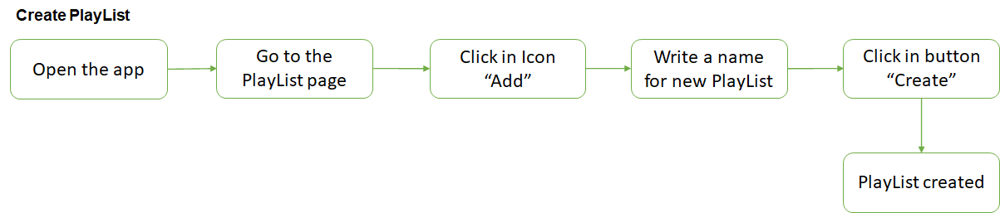 Create PlayList
Open the app
Go to the
PlayList page
Click in Icon
“Add”
Write a name
for new PlayList
Click in button
“Create”
PlayList created